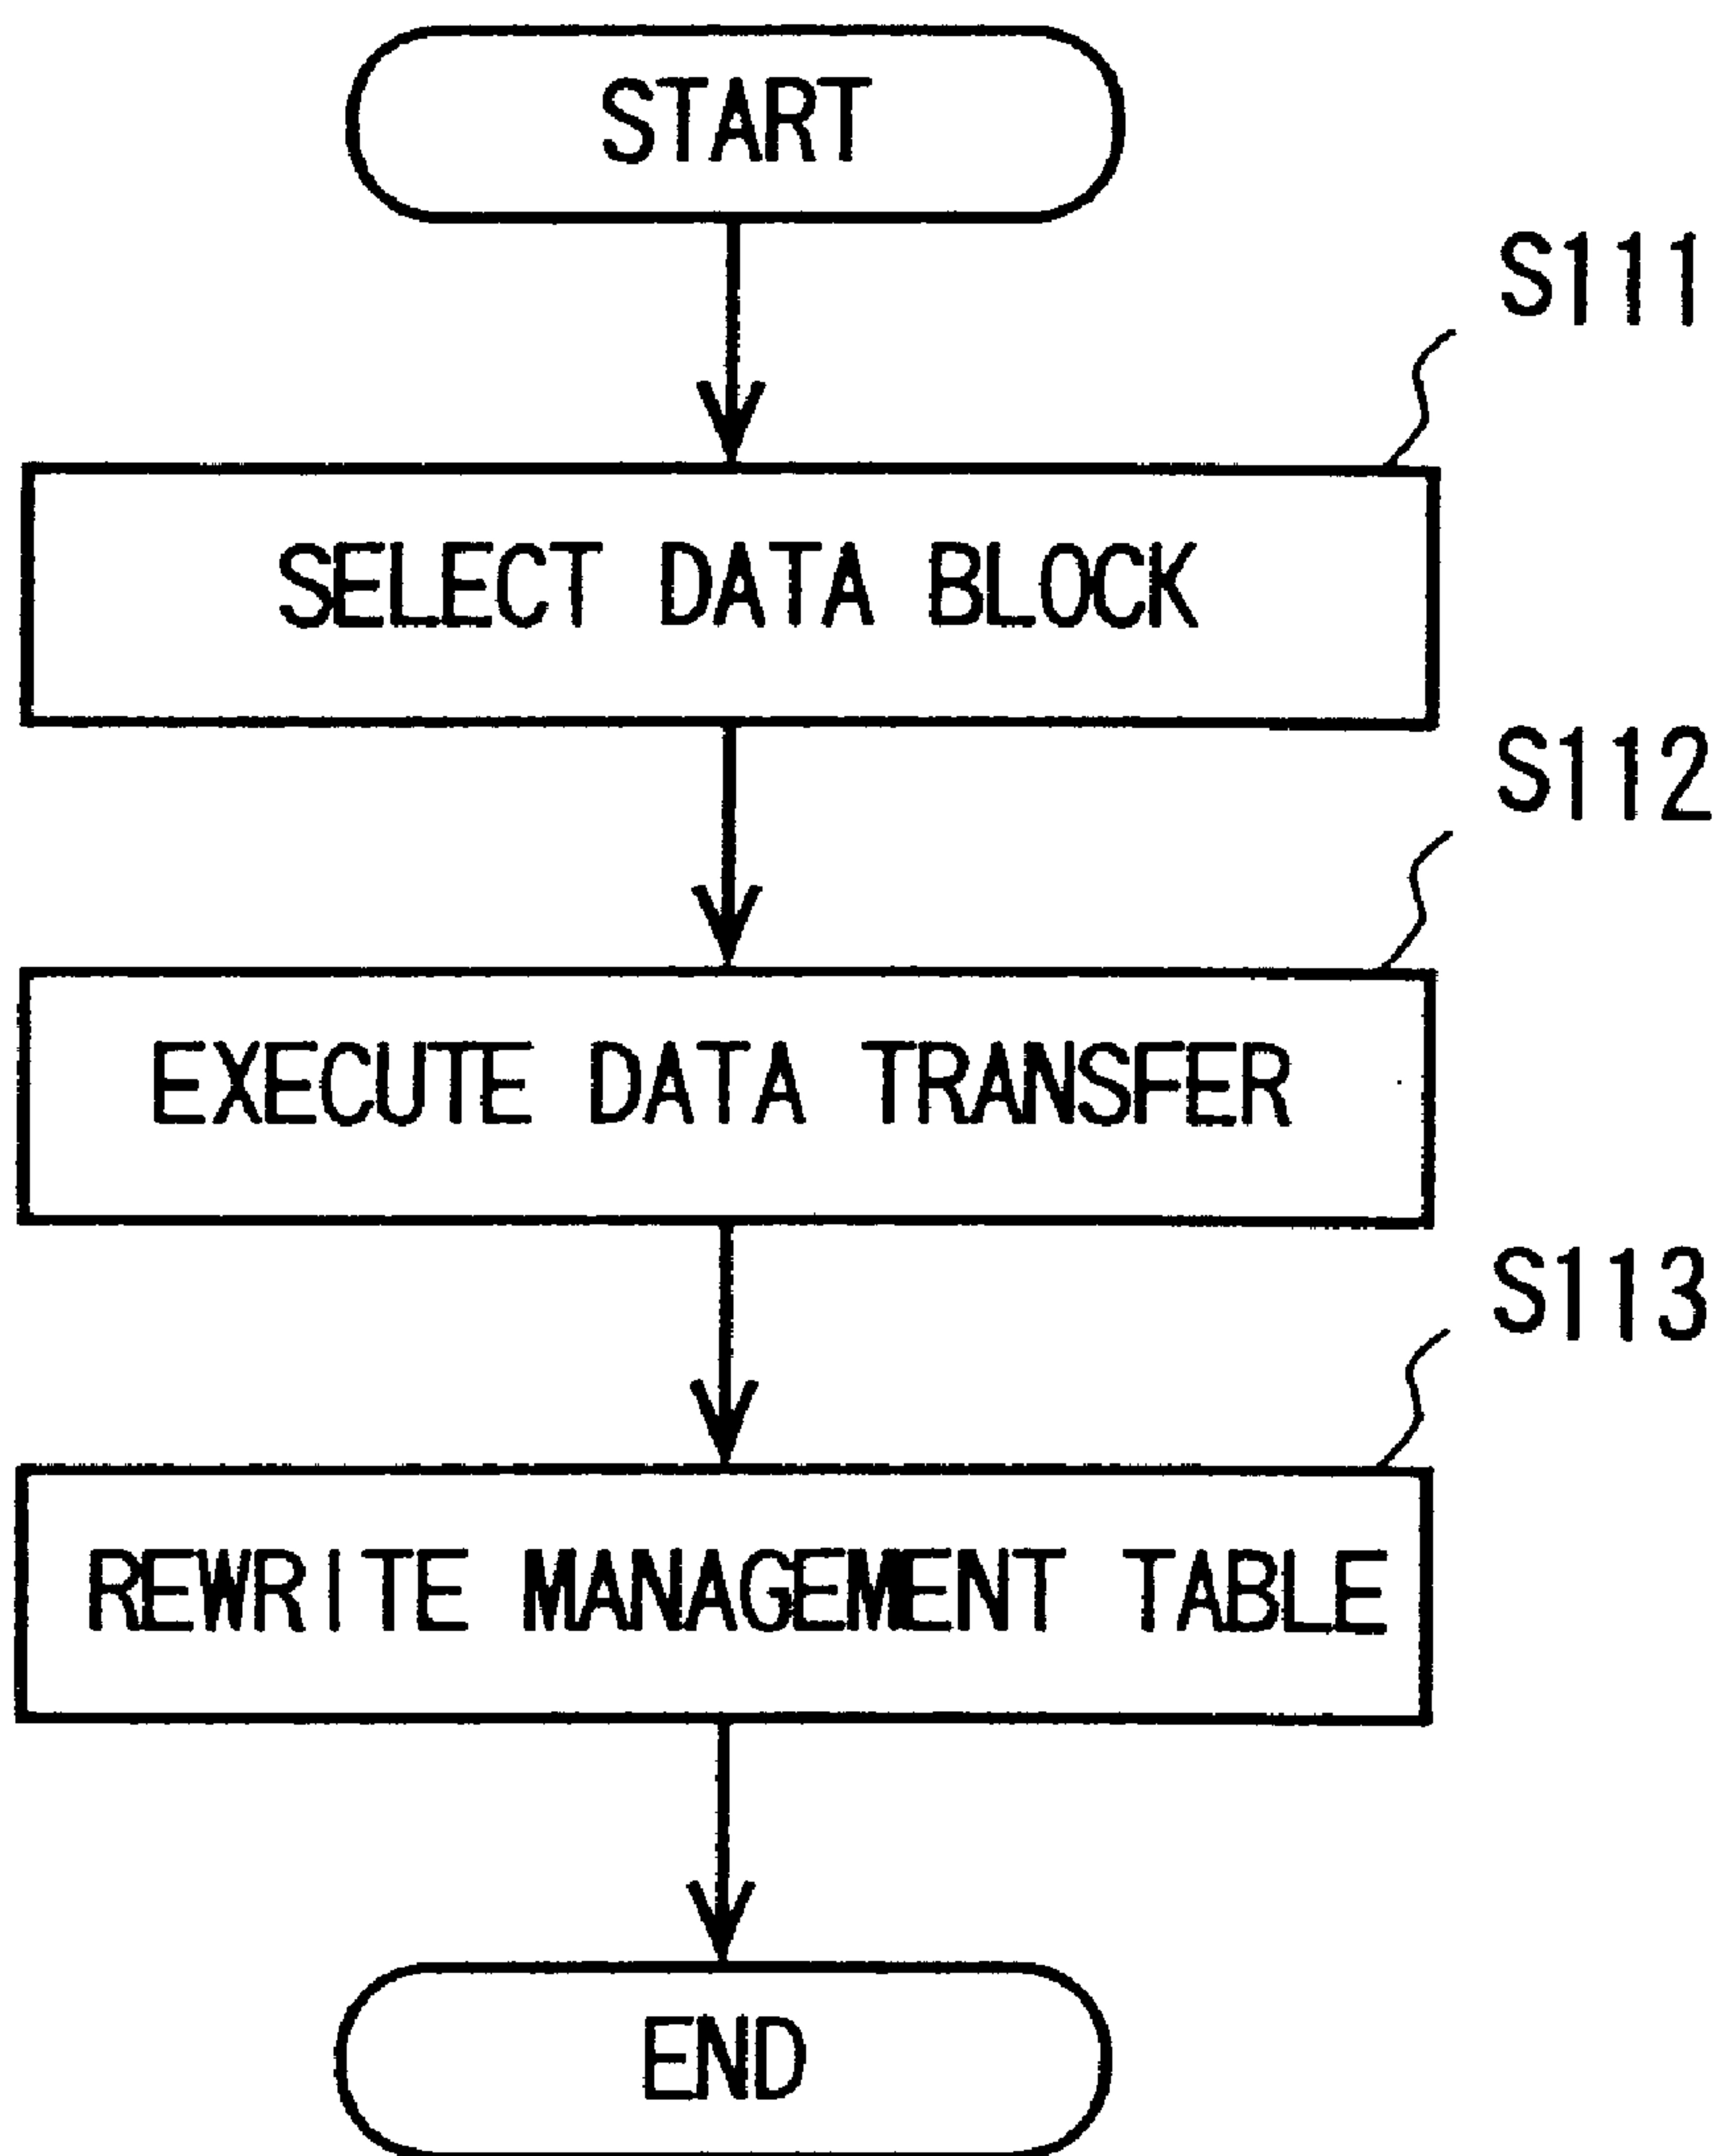 START
S111
SELECT DATA BLOCK
S112
EXECUTE DATA TRANSFER
S113
REWRITE MANAGEMENT TABLE
END